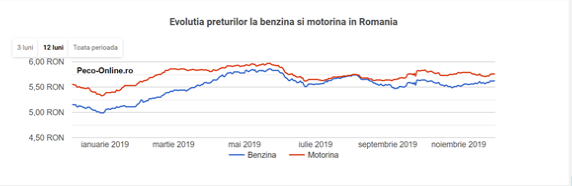 Evolutia preturilor la benzina si motorina in Romania
3 luni 12 luni Toate perioada
6,00 RON
Peco-Online.ro
5,50 RON
5,00 RON
4,50 RON
ianuarie 2019 martie 2019 mai 2019 iulie 2019 septembrie 2019 noiembrie 2019
Benzina Motorina